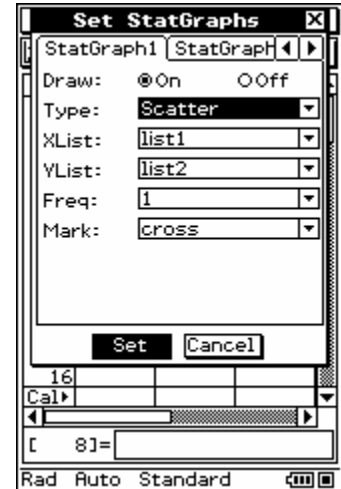 Set StatGraphs
StatGraph1 StatGraph
Draw: On Off
Type: Scatter
XList: list1
YList: list2
Freq: 1
Mark: cross
Set Cancel
16
Cal
[ 8]=
Rad Auto Standard